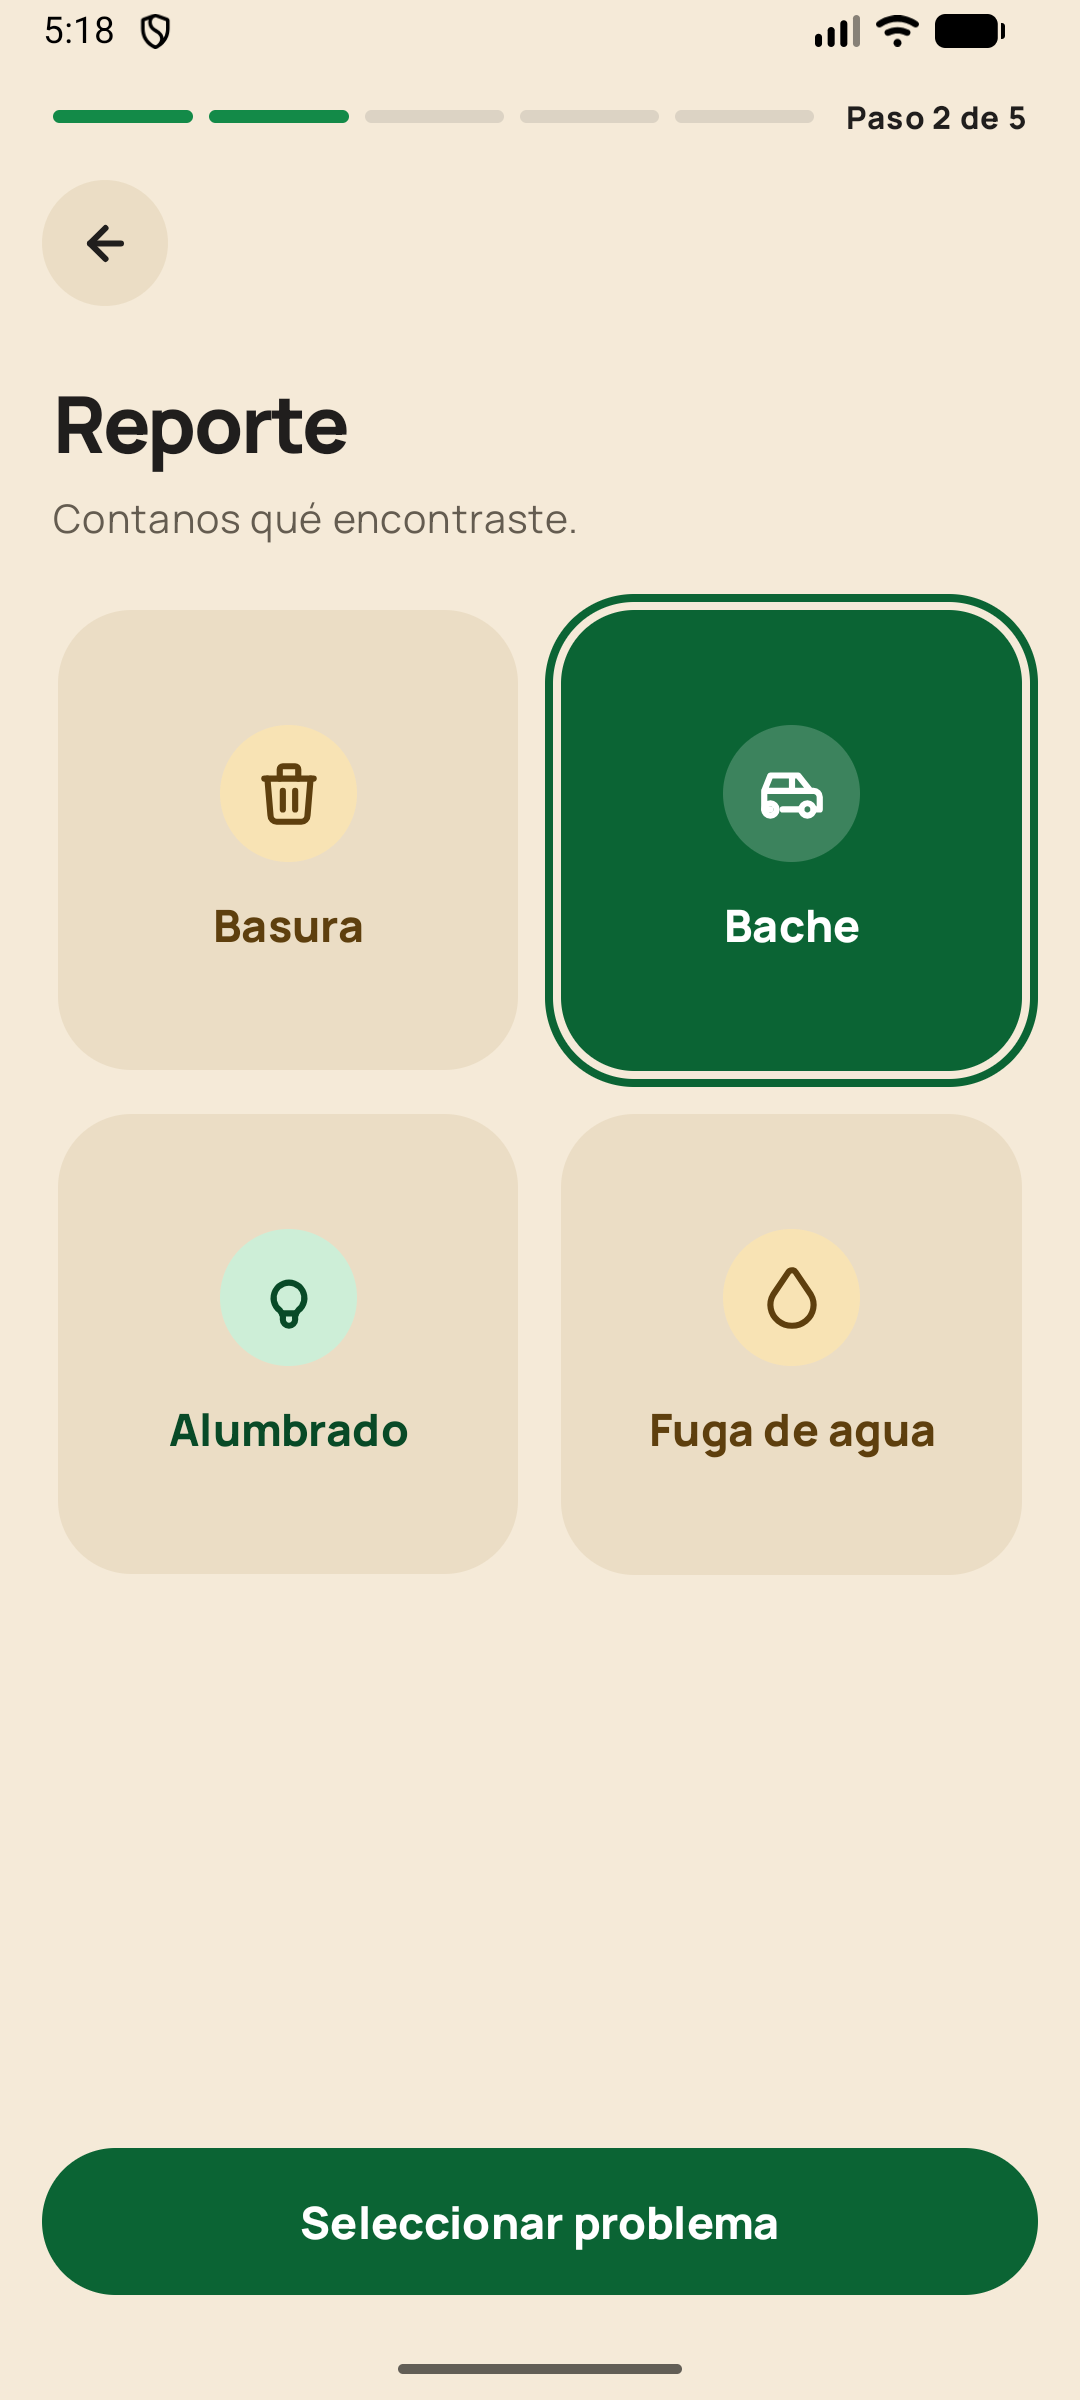 5:18
Paso 2 de 5
Reporte
Contanos qué encontraste.
Basura
Bache
Alumbrado
Fuga de agua
Seleccionar problema